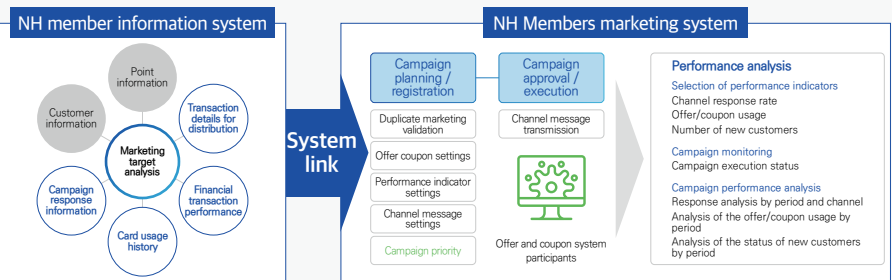 NH member information system
Point
information
Customer
information
Transaction
details for
distribution
Marketing
target
analysis
Campaign
response
information
Financial
transaction
performance
Card usage
history
System
link
NH Members marketing system
Campaign
planning /
registration
Duplicate marketing
validation
Offer coupon settings
Performance indicator
settings
Channel message
settings
Campaign priority
Campaign
approval /
execution
Channel message
transmission
Offer and coupon system
participants
Performance analysis
Selection of performance indicators
Channel response rate
Offer/coupon usage
Number of new customers
Campaign monitoring
Campaign execution status
Campaign performance analysis
Response analysis by period and channel
Analysis of the offer/coupon usage by
period
Analysis of the status of new customers
by period